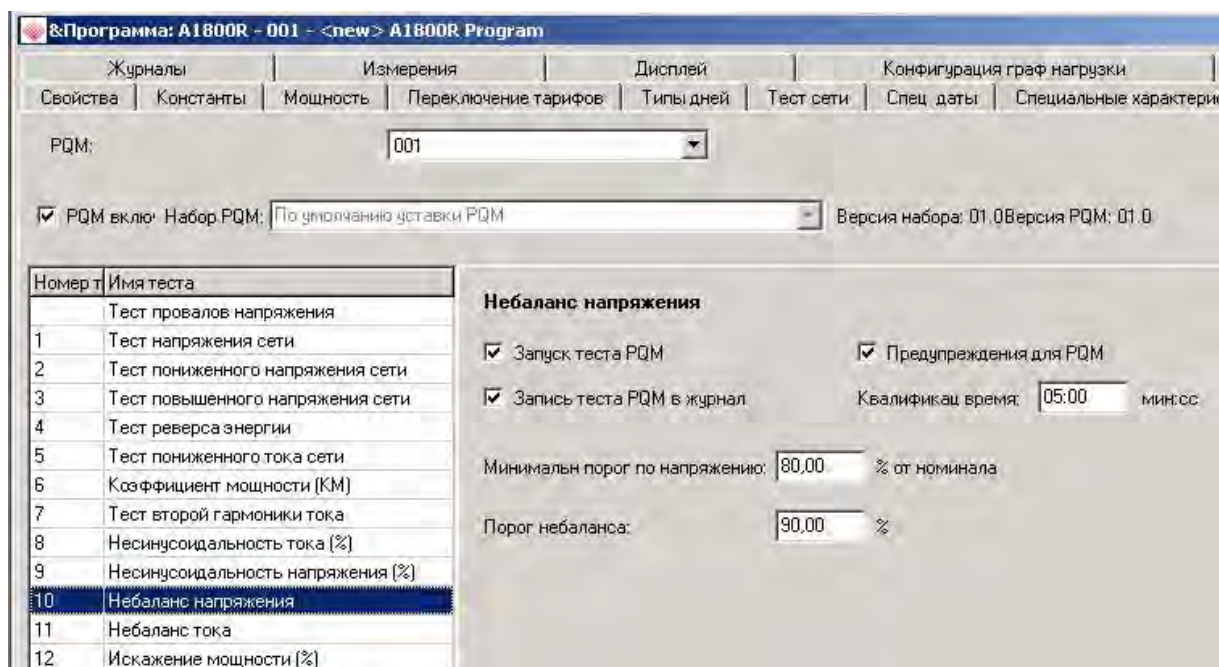 &Программа: A1800R - 001 - <new> A1800R Program
Журналы Измерения Дисплей Конфигурация граф нагрузки
Свойства Константы Мощность Переключение тарифов Типы дней Тест сети Спец даты Специальные характери
PQM: 001
PQM вклю Набор PQM: По умолчанию уставки PQM Версия набора: 01.0Версия PQM: 01.0
Номер т Имя теста
Тест провалов напряжения
1 Тест напряжения сети
2 Тест пониженного напряжения сети
3 Тест повышенного напряжения сети
4 Тест реверса энергии
5 Тест пониженного тока сети
6 Коэффициент мощности (КМ)
7 Тест второй гармоники тока
8 Несинусоидальность тока (%)
9 Несинусоидальность напряжения (%)
10 Небаланс напряжения
11 Небаланс тока
12 Искажение мощности (%)
Небаланс напряжения
Запуск теста PQM Предупреждения для PQM
Запись теста PQM в журнал Квалификац время: 05:00 мин:сс
Минимальн порог по напряжению: 80,00 % от номинала
Порог небаланса: 90,00 %